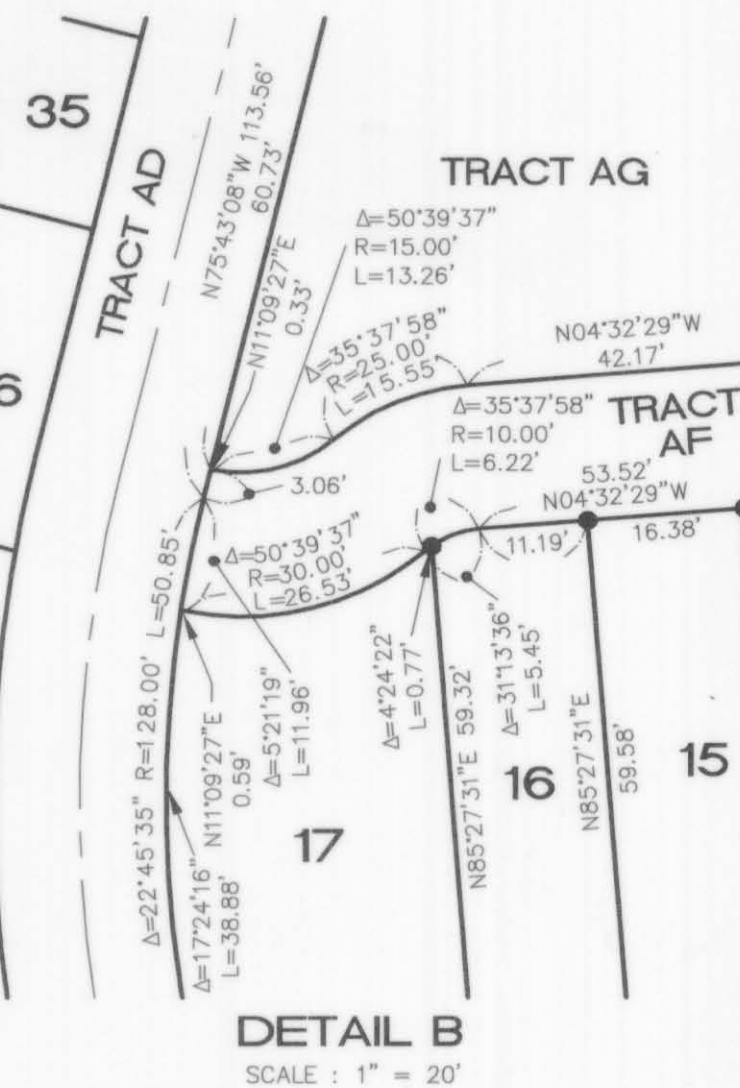 35
TRACT AD
N75°43'08"W 113.56'
60.73'
TRACT AG
Δ=50°39'37"
R=15.00'
L=13.26'
N11°09'27"E
0.33'
Δ=35°37'58"
R=25.00'
L=15.55'
N04°32'29"W
42.17'
6
Δ=35°37'58"
R=10.00'
L=6.22'
TRACT
AF
3.06'
53.52'
N04°32'29"W
11.19'
16.38'
Δ=50°39'37"
R=30.00'
L=26.53'
Δ=22°45'35" R=128.00' L=50.85'
N11°09'27"E
0.59'
Δ=5°21'19"
L=11.96'
Δ=4°24'22"
L=0.77'
N85°27'31"E 59.32'
Δ=31°13'36"
L=5.45'
N85°27'31"E
59.58'
15
16
17
Δ=17°24'16"
L=38.88'
DETAIL B
SCALE : 1" = 20'